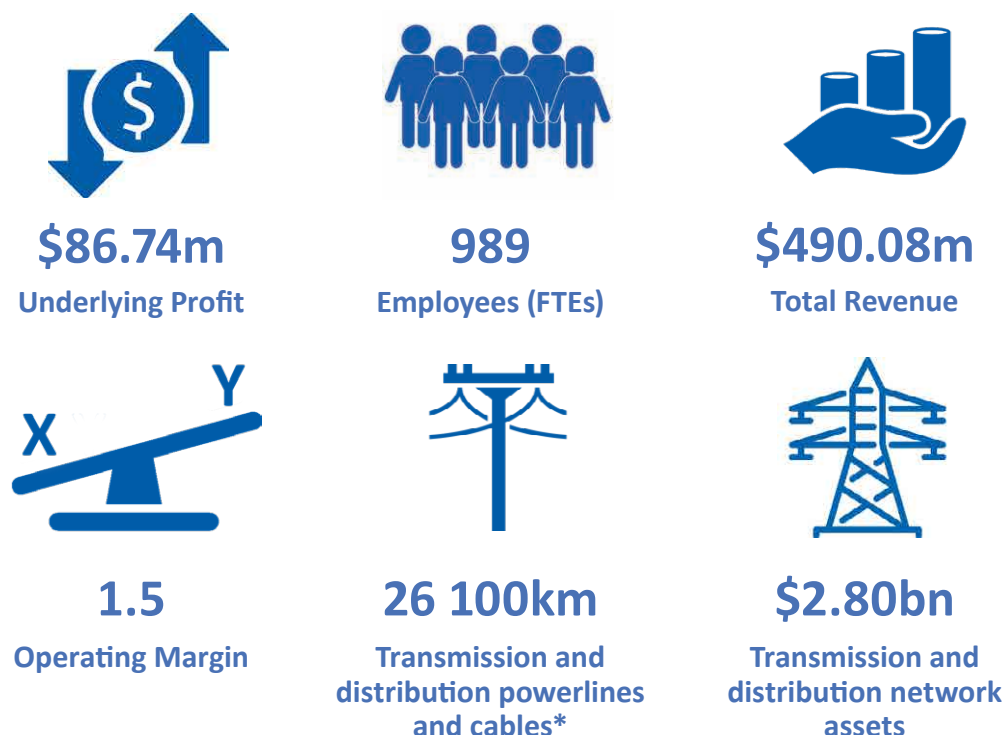 $
$86.74m
Underlying Profit
989
Employees (FTEs)
$490.08m
Total Revenue
X
Y
1.5
Operating Margin
26 100km
Transmission and
distribution powerlines
and cables*
$2.80bn
Transmission and
distribution network
assets